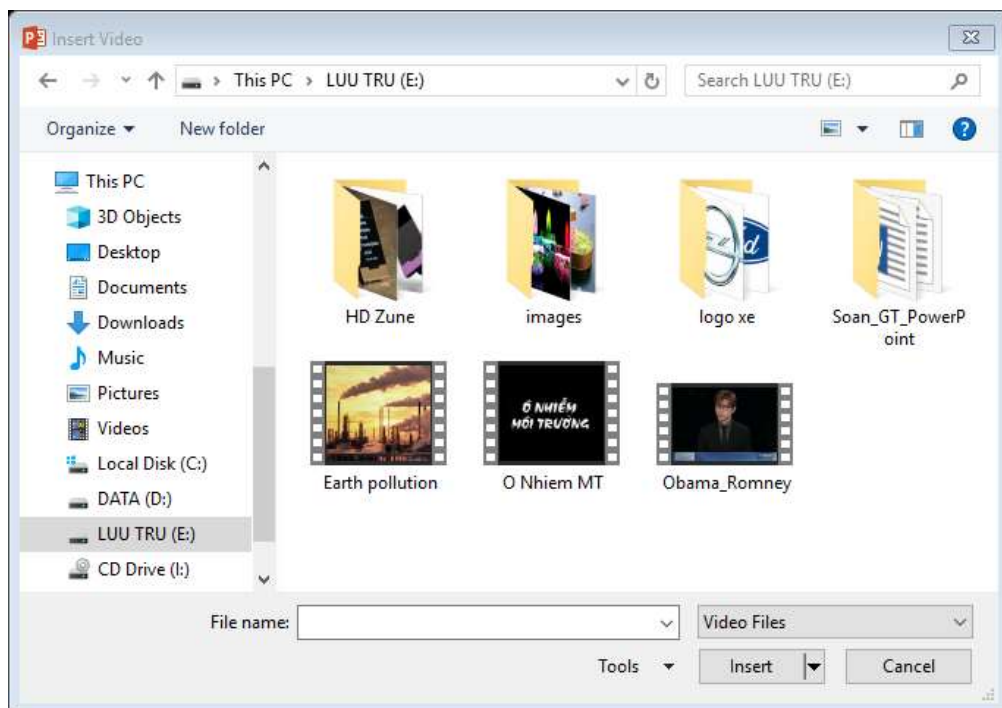 Insert Video
This PC > LUU TRU (E:)
Search LUU TRU (E:)
Organize
New folder
This PC
3D Objects
Desktop
Documents
Downloads
Music
Pictures
Videos
Local Disk (C:)
DATA (D:)
LUU TRU (E:)
CD Drive (I:)
HD Zune
images
logo xe
Soan_GT_PowerP
oint
Ô NHIỄM
MÔI TRƯỜNG
Earth pollution
O Nhiem MT
Obama_Romney
File name:
Video Files
Tools
Insert
Cancel